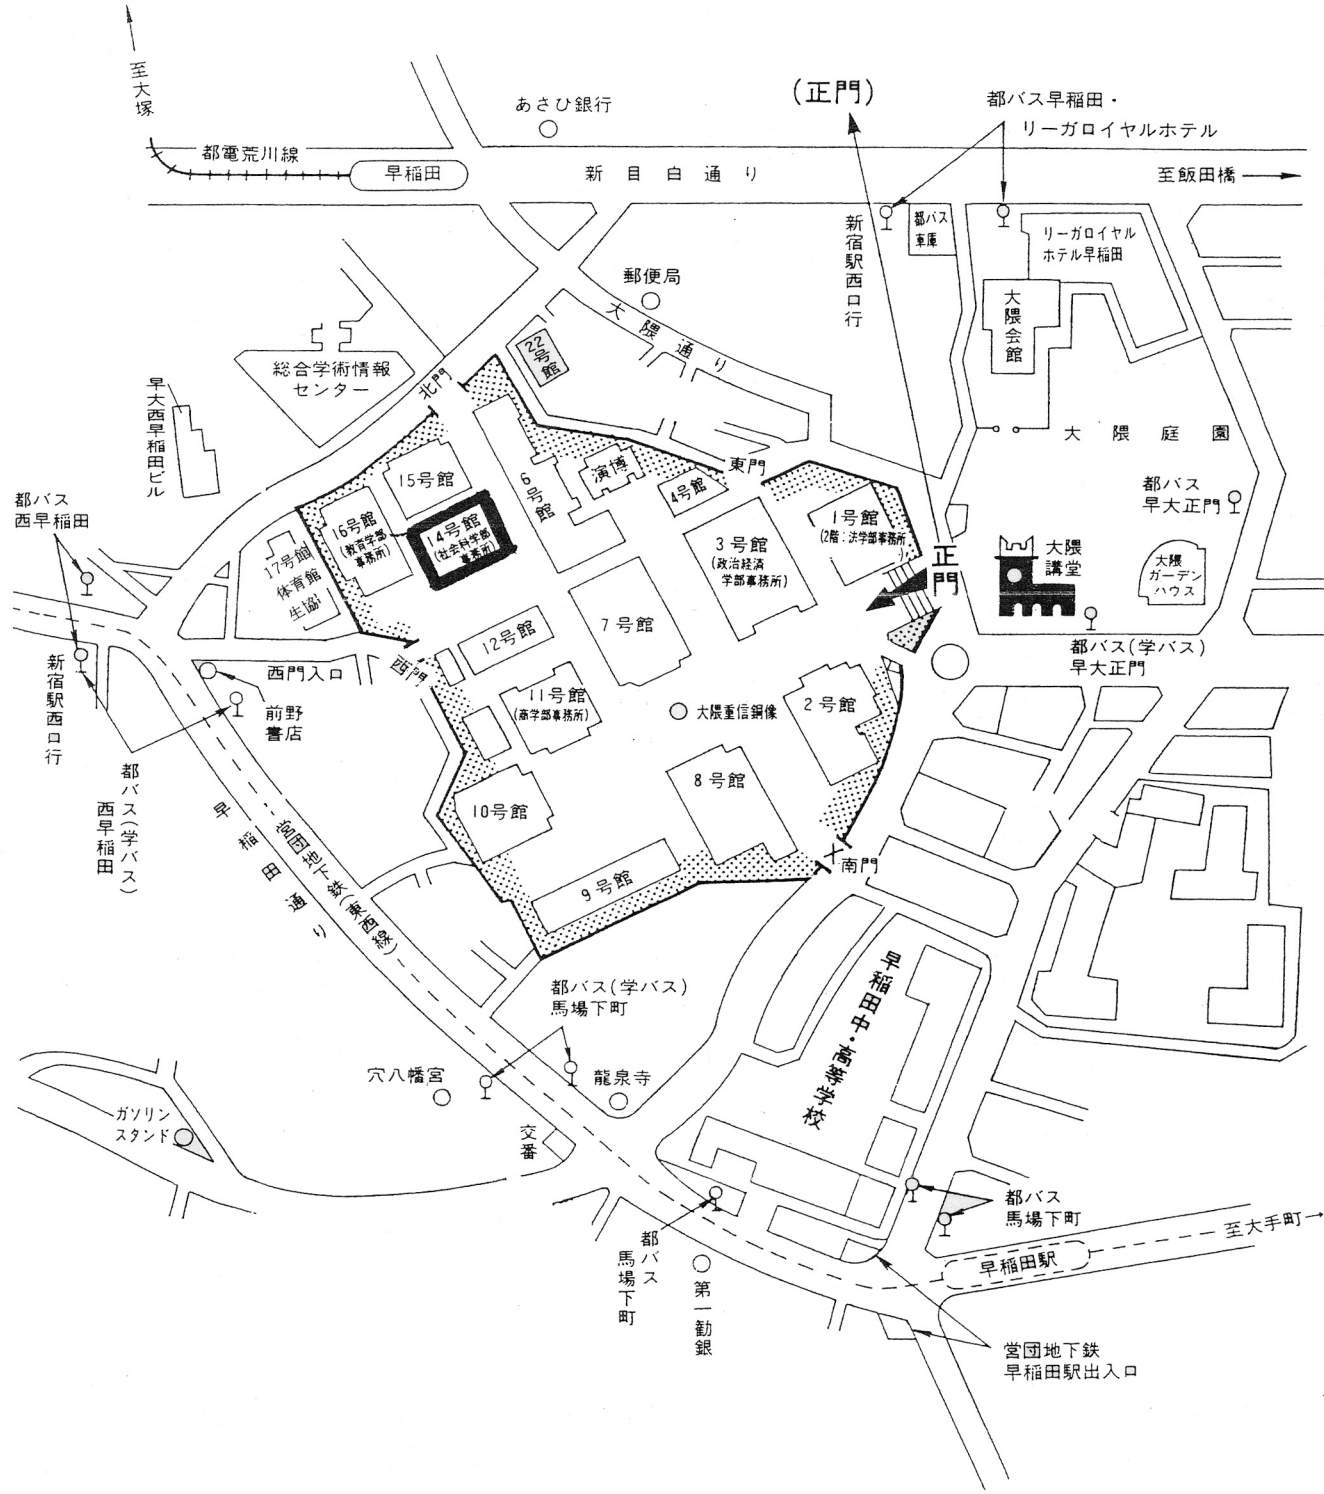 至大塚
都電荒川線
早稲田
あさひ銀行
新目白通り
(正門)
都バス早稲田・
リーガロイヤルホテル
至飯田橋
新宿駅西口行
都バス
車庫
リーガロイヤル
ホテル早稲田
大隈会館
郵便局
大隈通り
22号館
総合学術情報
センター
北門
早大西早稲田ビル
大隈庭園
都バス
早大正門
都バス
西早稲田
15号館
6号館
演博
東門
4号館
16号館
(教育学部
事務所)
14号館
(社会科学部
事務所)
3号館
(政治経済
学部事務所)
1号館
(2階:法学部事務所
)
正門
大隈
講堂
大隈
ガーデン
ハウス
17号館
体育館
生協
12号館
7号館
都バス(学バス)
早大正門
西門
西門入口
新宿駅西口行
前野
書店
11号館
(商学部事務所)
大隈重信銅像
2号館
都バス(学バス)
西早稲田
8号館
10号館
早稲田通り
営団地下鉄(東西線)
9号館
南門
早稲田中・高等学校
都バス(学バス)
馬場下町
穴八幡宮
龍泉寺
ガソリン
スタンド
交番
都バス
馬場下町
都バス
馬場下町
第一勧銀
早稲田駅
至大手町
営団地下鉄
早稲田駅出入口